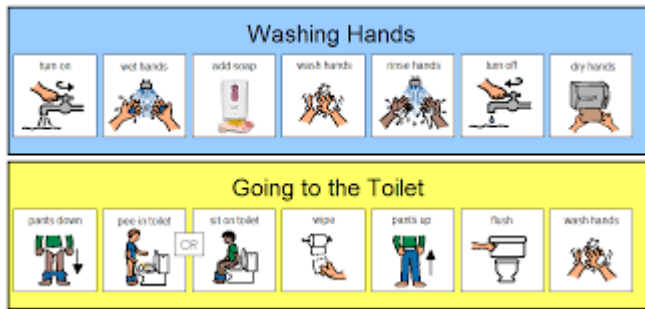 Washing Hands
turn on wet hands add soap wash hands rinse hands turn off dry hands
Going to the Toilet
pants down pee in toilet OR sit on toilet wipe pants up flush wash hands